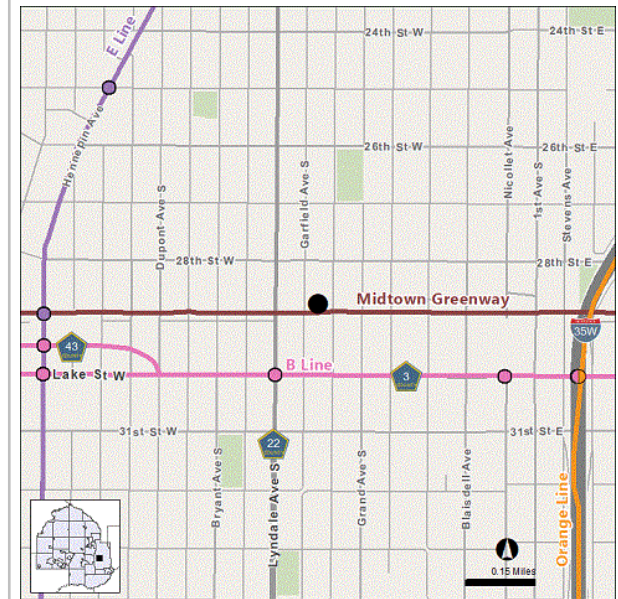 E Line
24th St W
24th St E
Hennepin Ave
26th St W
26th St E
Nicollet Ave
1st Ave S
Stevens Ave
Dupont Ave S
Garfield Ave S
28th St W
28th St E
Midtown Greenway
35W
43
B Line
Lake St W
3
31st St W
31st St E
22
Bryant Ave S
Lyndale Ave S
Grand Ave S
Blaisdell Ave
Orange Line
0.15 Miles